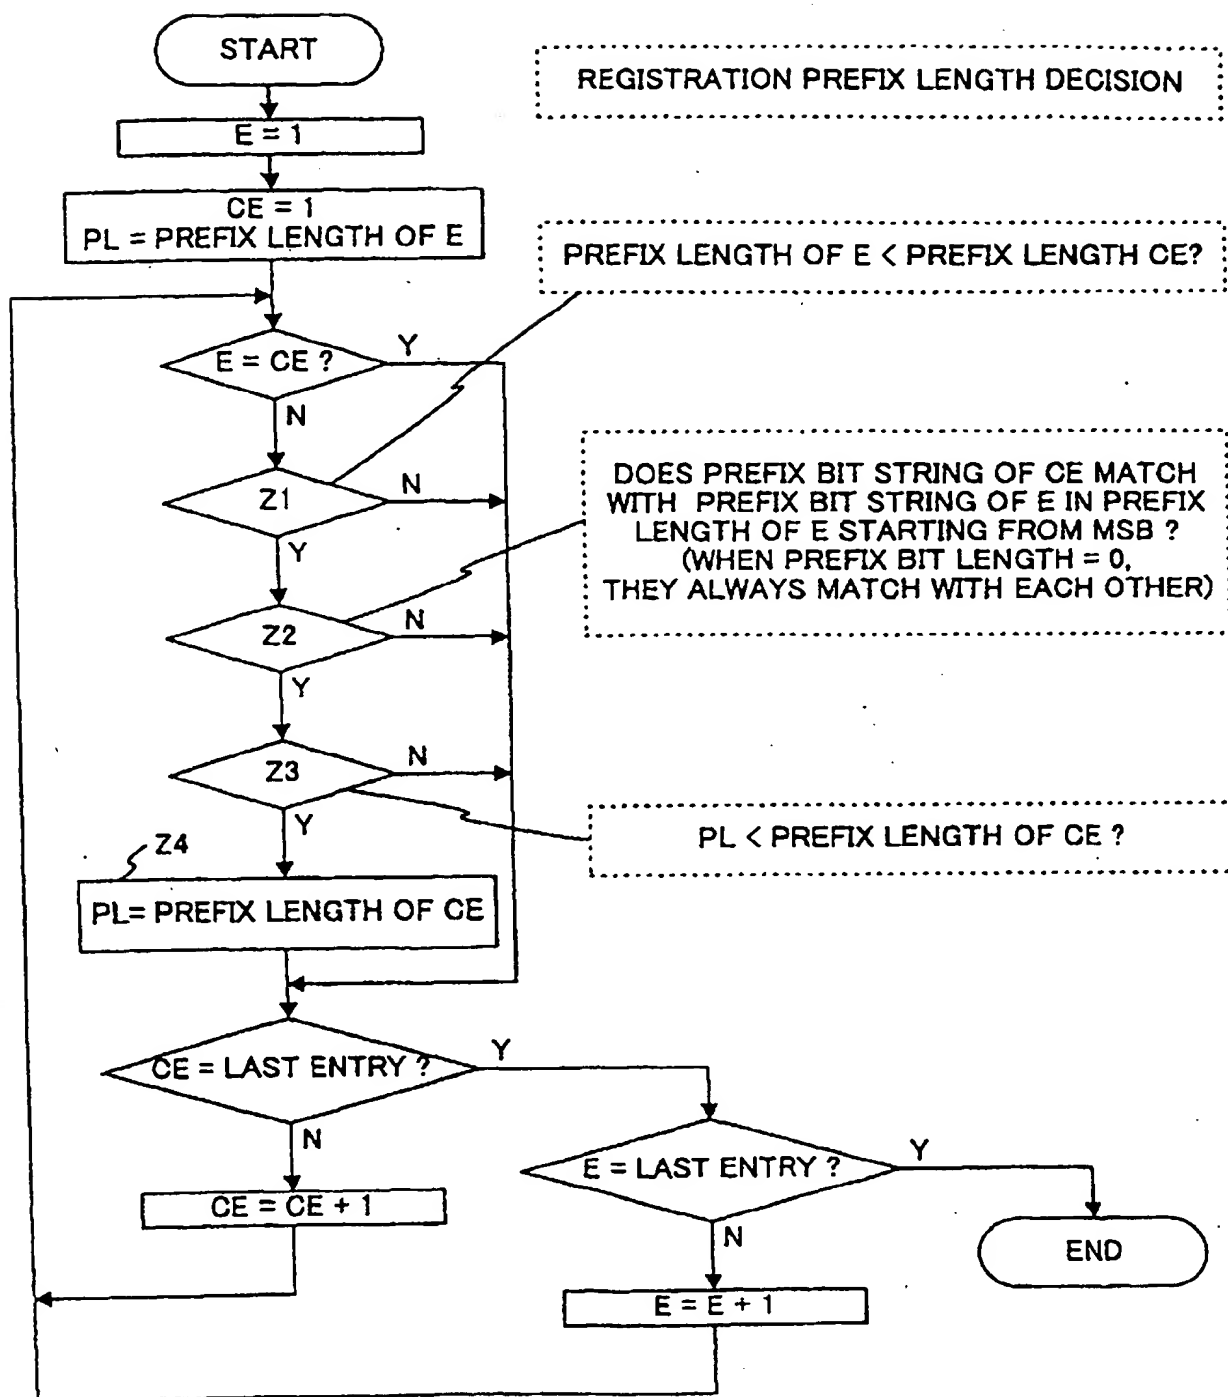 START
REGISTRATION PREFIX LENGTH DECISION
E = 1
CE = 1
PL = PREFIX LENGTH OF E
PREFIX LENGTH OF E < PREFIX LENGTH CE?
E = CE ?
Y
N
Z1
N
Y
DOES PREFIX BIT STRING OF CE MATCH
WITH PREFIX BIT STRING OF E IN PREFIX
LENGTH OF E STARTING FROM MSB ?
(WHEN PREFIX BIT LENGTH = 0,
THEY ALWAYS MATCH WITH EACH OTHER)
Z2
N
Y
Z3
N
Y
PL < PREFIX LENGTH OF CE ?
Z4
PL= PREFIX LENGTH OF CE
CE = LAST ENTRY ?
Y
N
E = LAST ENTRY ?
Y
N
CE = CE + 1
END
E = E + 1